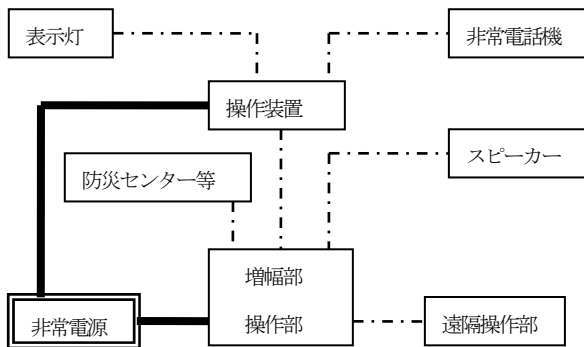 表示灯
非常電話機
操作装置
スピーカー
防災センター等
増幅部
操作部
非常電源
遠隔操作部